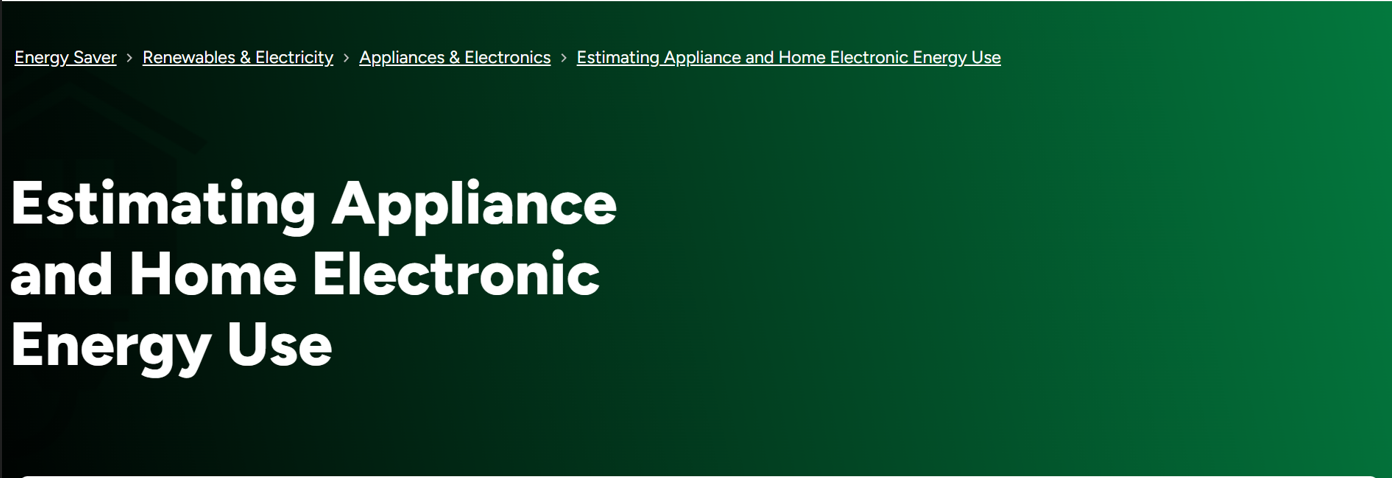 Energy Saver > Renewables & Electricity > Appliances & Electronics > Estimating Appliance and Home Electronic Energy Use
Estimating Appliance
and Home Electronic
Energy Use